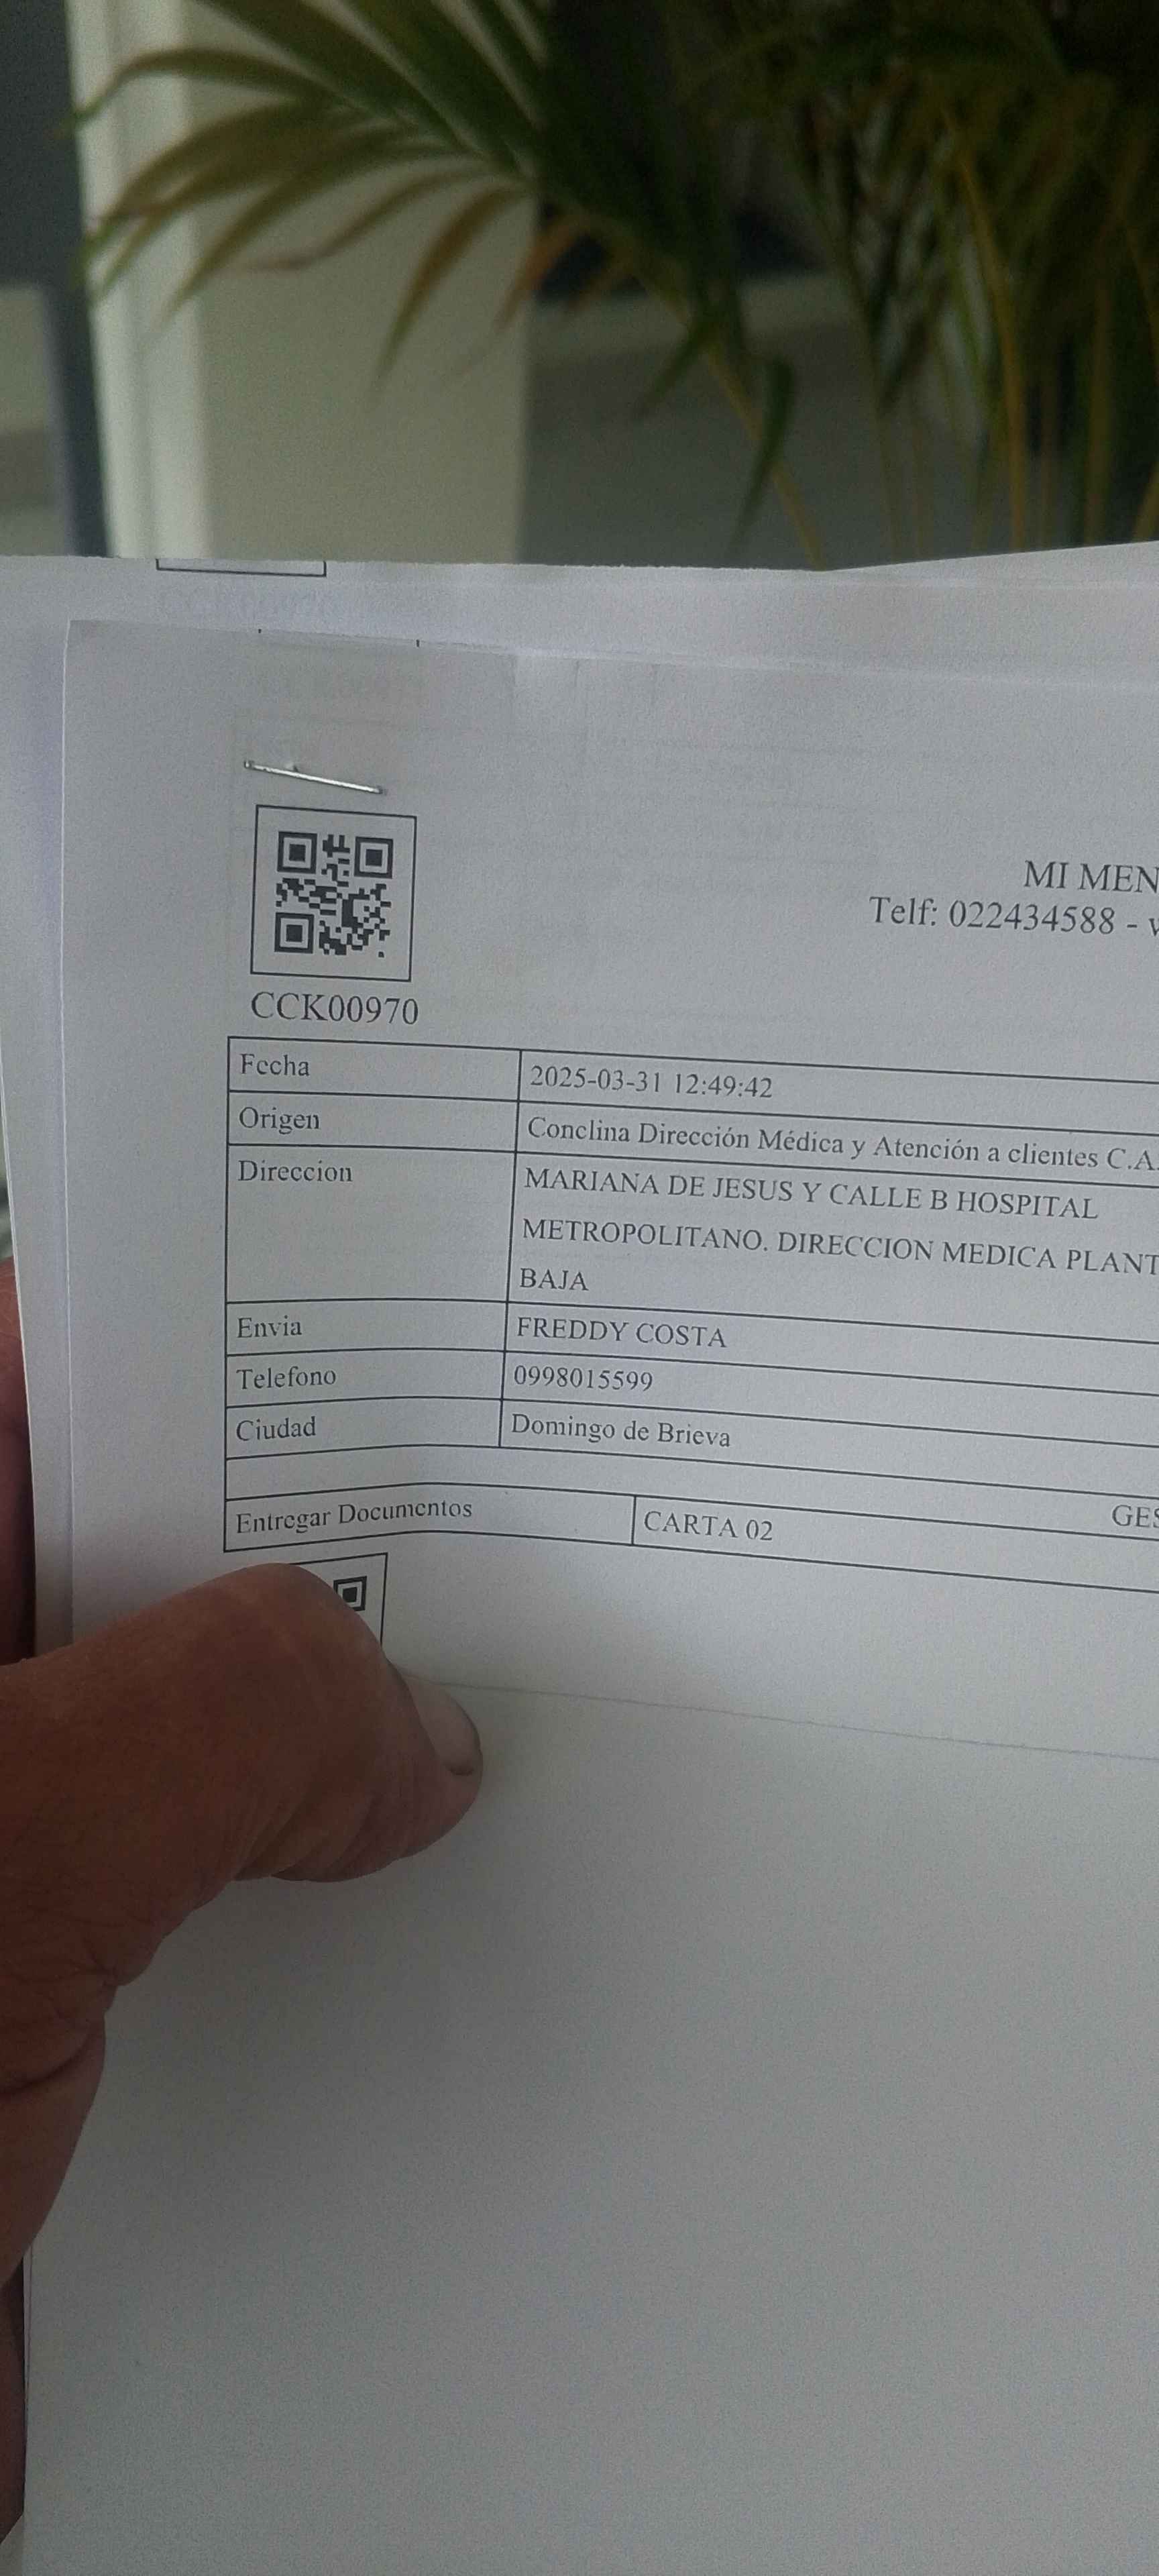 MI MEN
Telf: 022434588 -
CCK00970
Fecha 2025-03-31 12:49:42
Origen Conclina Dirección Médica y Atención a clientes C.A.
Direccion MARIANA DE JESUS Y CALLE B HOSPITAL
METROPOLITANO. DIRECCION MEDICA PLANT
BAJA
Envia FREDDY COSTA
Telefono 0998015599
Ciudad Domingo de Brieva
GES
Entregar Documentos CARTA 02